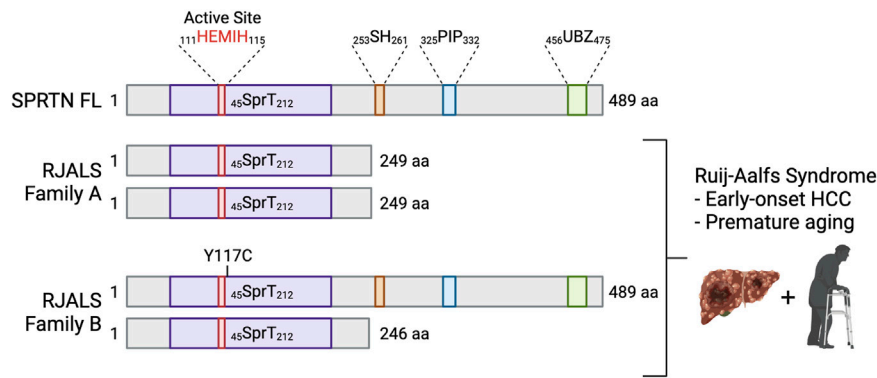 Active Site
111HEMIH115 253SH261 325PIP332 456UBZ475
SPRTN FL 1 45SprT212 489 aa
RJALS
Family A
1 45SprT212 249 aa
1 45SprT212 249 aa
Ruij-Aalfs Syndrome
- Early-onset HCC
- Premature aging
+
Y117C
RJALS
Family B
1 45SprT212 489 aa
1 45SprT212 246 aa